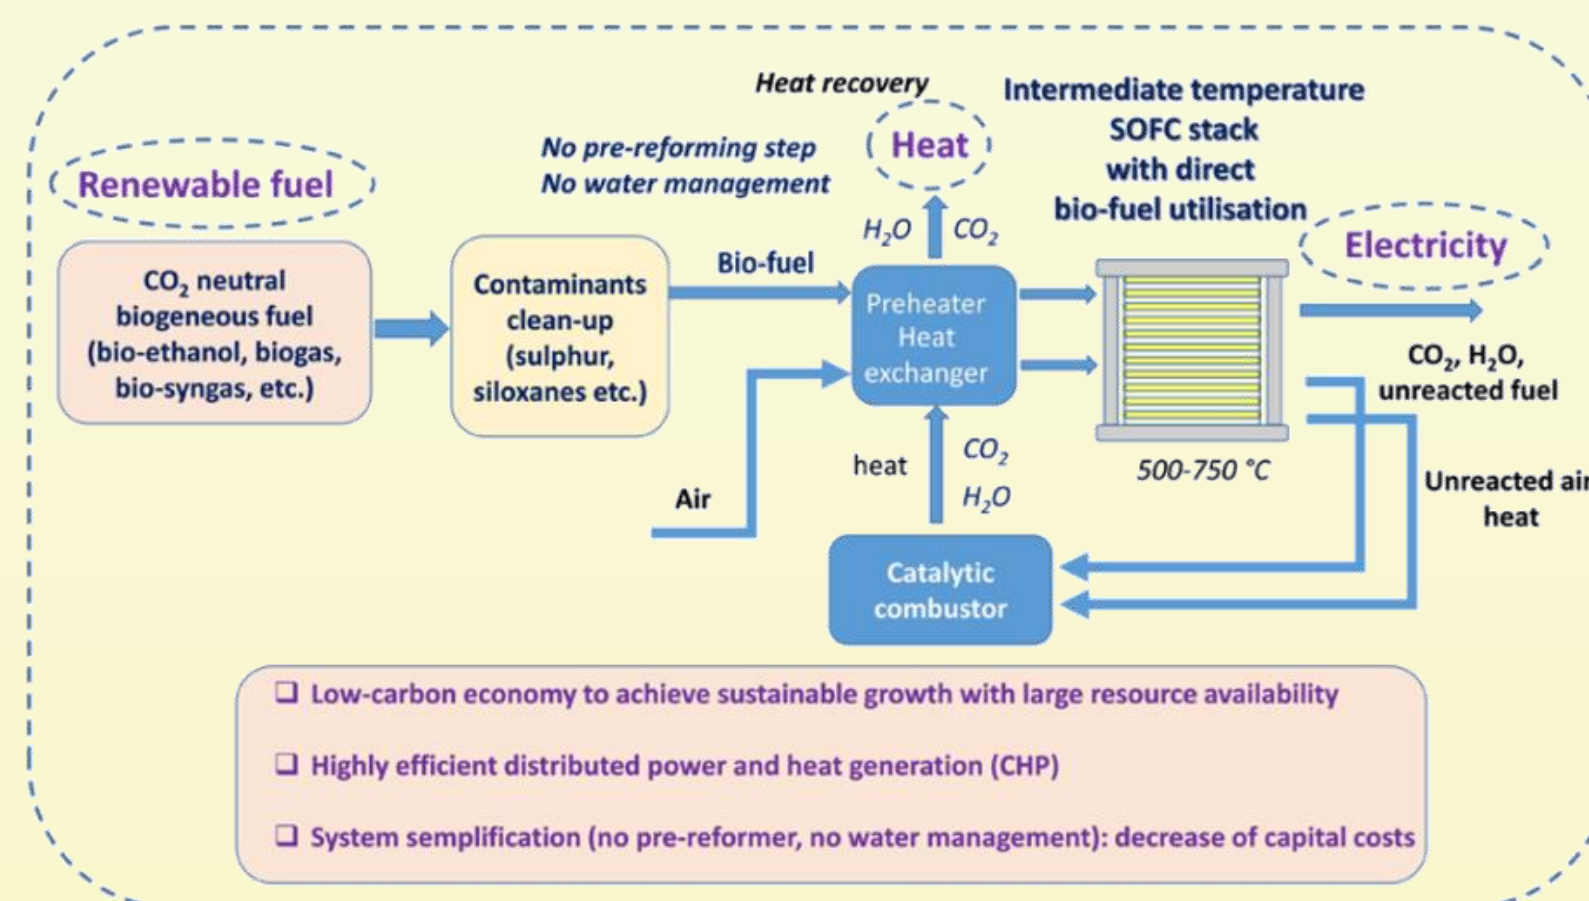 Heat recovery
Intermediate temperature
SOFC stack
with direct
bio-fuel utilisation
No pre-reforming step
No water management
Heat
Renewable fuel
H₂O
CO₂
Electricity
CO₂ neutral
biogeneous fuel
(bio-ethanol, biogas,
bio-syngas, etc.)
Contaminants
clean-up
(sulphur,
siloxanes etc.)
Bio-fuel
Preheater
Heat
exchanger
CO₂, H₂O,
unreacted fuel
500-750 °C
heat
CO₂
H₂O
Air
Unreacted air
heat
Catalytic
combustor
❑ Low-carbon economy to achieve sustainable growth with large resource availability
❑ Highly efficient distributed power and heat generation (CHP)
❑ System semplification (no pre-reformer, no water management): decrease of capital costs